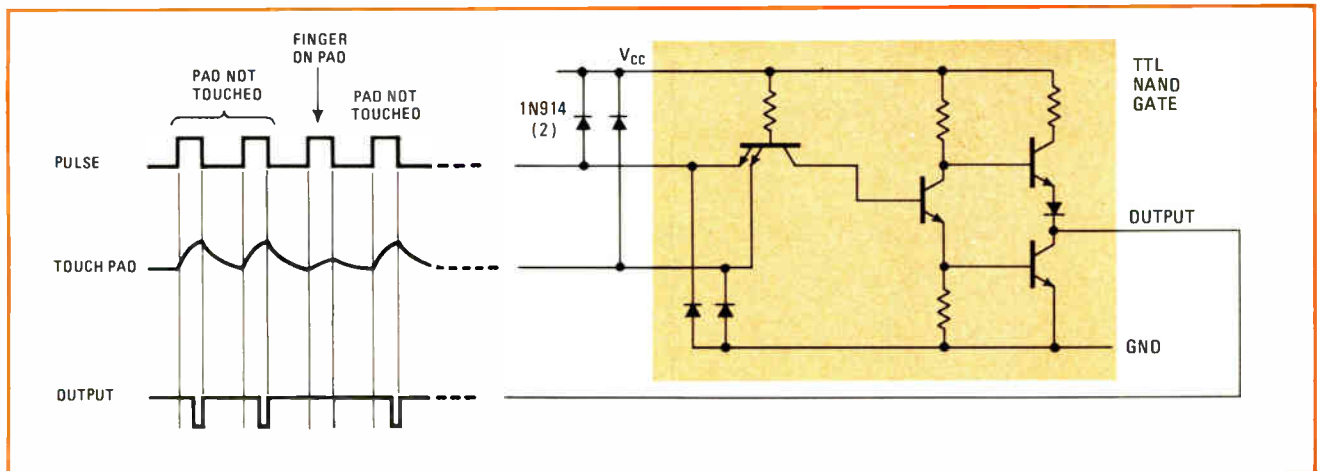 FINGER
ON PAD
PAD NOT
TOUCHED
PAD NOT
TOUCHED
PULSE
TOUCH PAD
OUTPUT
VCC
1N914
(2)
TTL
NAND
GATE
OUTPUT
GND